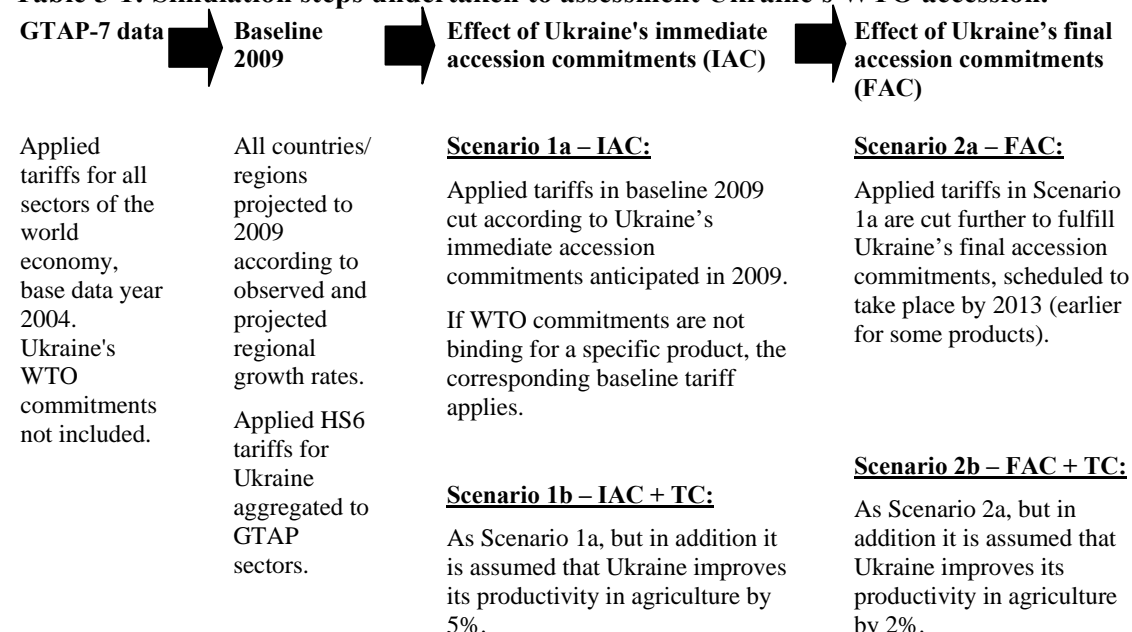 Table Simulation steps undertaken to assessment Ukraine's WTO accession.
GTAP-7 data
Baseline
2009
Effect of Ukraine's immediate
accession commitments (IAC)
Effect of Ukraine’s final
accession commitments
(FAC)
Applied
tariffs for all
sectors of the
world
economy,
base data year
2004.
Ukraine's
WTO
commitments
not included.
All countries/
regions
projected to
2009
according to
observed and
projected
regional
growth rates.
Applied HS6
tariffs for
Ukraine
aggregated to
GTAP
sectors.
Scenario 1a – IAC:
Applied tariffs in baseline 2009
cut according to Ukraine’s
immediate accession
commitments anticipated in 2009.
If WTO commitments are not
binding for a specific product, the
corresponding baseline tariff
applies.
Scenario 1b – IAC + TC:
As Scenario 1a, but in addition it
is assumed that Ukraine improves
its productivity in agriculture by
5%.
Scenario 2a – FAC:
Applied tariffs in Scenario
1a are cut further to fulfill
Ukraine’s final accession
commitments, scheduled to
take place by 2013 (earlier
for some products).
Scenario 2b – FAC + TC:
As Scenario 2a, but in
addition it is assumed that
Ukraine improves its
productivity in agriculture
by 2%.